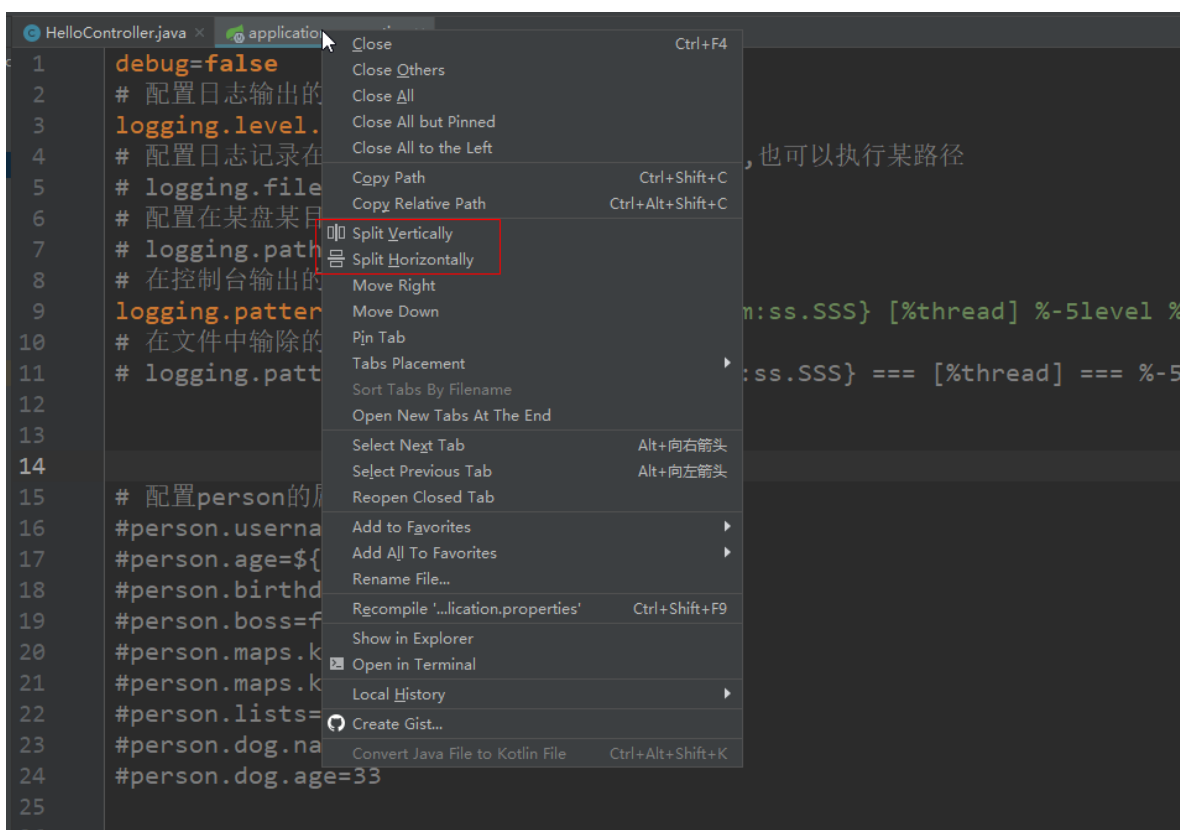 HelloController.java
application
debug=false
# 配置日志输出的
logging.level.
# 配置日志记录在
,也可以执行某路径
# logging.file
# 配置在某盘某目
# logging.path
# 在控制台输出的
logging.patter
m:ss.SSS} [%thread] %-5level %
# 在文件中输除的
# logging.patt
:ss.SSS} === [%thread] === %-5
# 配置person的
#person.userna
#person.age=${
#person.birthd
#person.boss=f
#person.maps.k
#person.maps.k
#person.lists=
#person.dog.na
#person.dog.age=33
1
2
3
4
5
6
7
8
9
10
11
12
13
14
15
16
17
18
19
20
21
22
23
24
25
Close Ctrl+F4
Close Others
Close All
Close All but Pinned
Close All to the Left
Copy Path Ctrl+Shift+C
Copy Relative Path Ctrl+Alt+Shift+C
Split Vertically
Split Horizontally
Move Right
Move Down
Pin Tab
Tabs Placement
Sort Tabs By Filename
Open New Tabs At The End
Select Next Tab Alt+向右箭头
Select Previous Tab Alt+向左箭头
Reopen Closed Tab
Add to Favorites
Add All To Favorites
Rename File...
Recompile '...lication.properties' Ctrl+Shift+F9
Show in Explorer
Open in Terminal
Local History
Create Gist...
Convert Java File to Kotlin File Ctrl+Alt+Shift+K